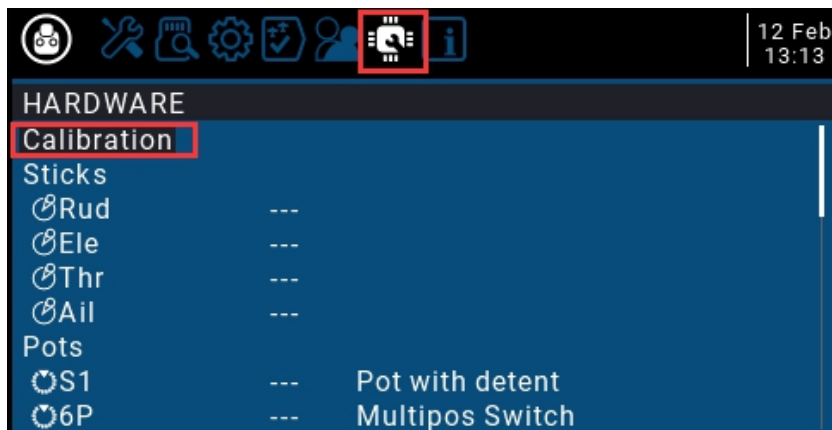 12 Feb
13:13
HARDWARE
Calibration
Sticks
Rud ---
Ele ---
Thr ---
Ail ---
Pots
S1 --- Pot with detent
6P --- Multipos Switch